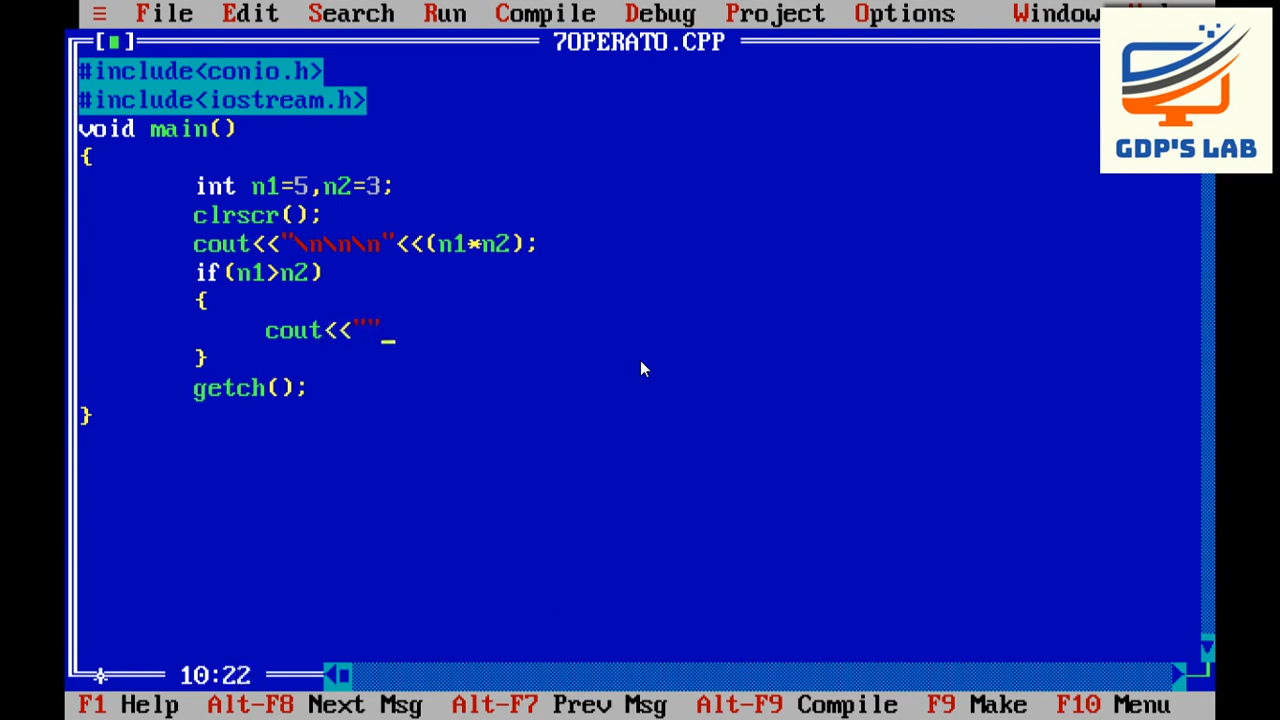 ≡ File Edit Search Run Compile Debug Project Options Window
[■] 7OPERATO.CPP
GDP'S LAB
#include<conio.h>
#include<iostream.h>
void main()
{
int n1=5,n2=3;
clrscr();
cout<<"\n\n\n"<<(n1*n2);
if(n1>n2)
{
cout<<""_
}
getch();
}
10:22
F1 Help Alt-F8 Next Msg Alt-F7 Prev Msg Alt-F9 Compile F9 Make F10 Menu